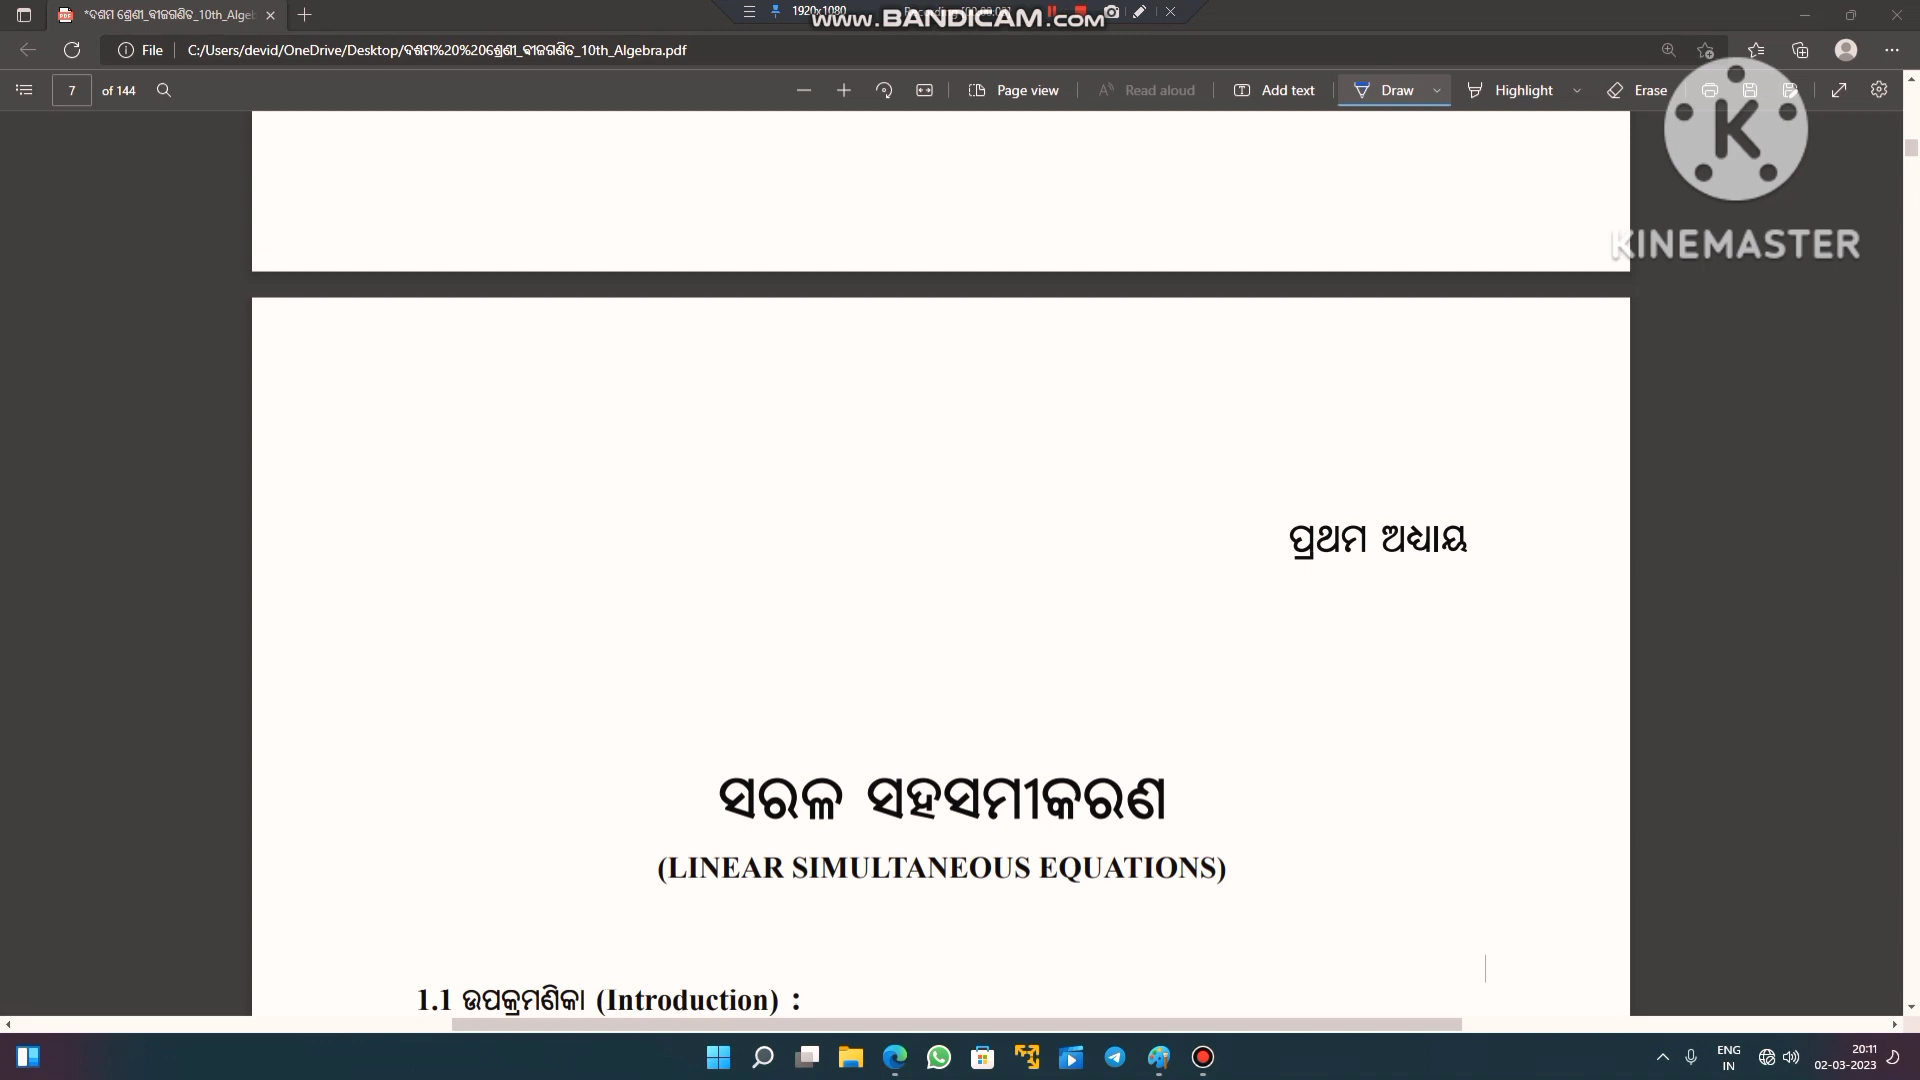 *ଦଶମ ଶ୍ରେଣୀ_ବୀଜଗଣିତ_10th_Algeb
1920x1080
www.BANDICAM.com
File
C:/Users/devid/OneDrive/Desktop/ଦଶମ%20%20ଶ୍ରେଣୀ_ବୀଜଗଣିତ_10th_Algebra.pdf
7 of 144
Page view
Read aloud
Add text
Draw
Highlight
Erase
K
KINEMASTER
ପ୍ରଥମ ଅଧ୍ୟାୟ
ସରଳ ସହସମୀକରଣ
(LINEAR SIMULTANEOUS EQUATIONS)
1.1 ଉପକ୍ରମଣିକା (Introduction) :
ENG
IN
20:11
02-03-2023